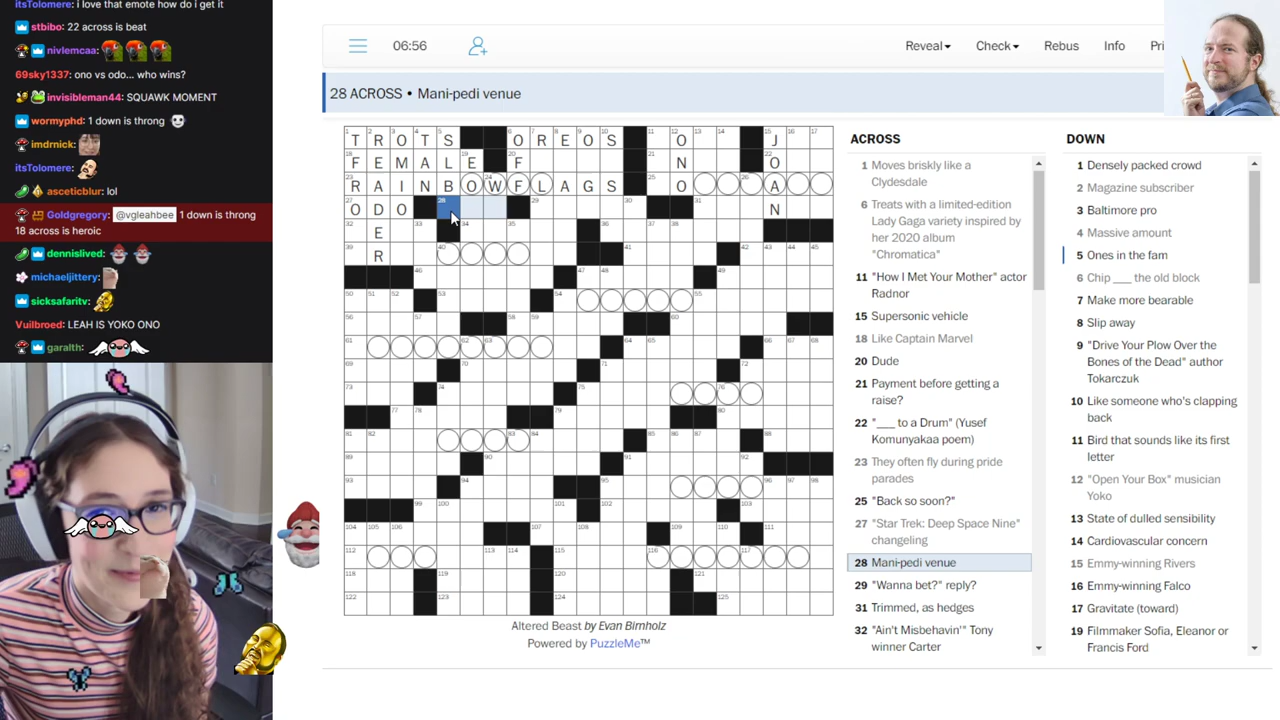 itsTolomere: i love that emote how do i get it
stbibo: 22 across is beat
nivlemcaa:
69sky1337: ono vs odo... who wins?
invisibleman44: SQUAWK MOMENT
wormyphd: 1 down is throng
imdrnick:
itsTolomere:
asceticblur: lol
Goldgregory: @vgleahbee 1 down is throng
18 across is heroic
dennislived:
michaeljittery:
sicksafaritv:
Vuilbroed: LEAH IS YOKO ONO
garalth:
06:56
Reveal Check Rebus Info Pri
28 ACROSS • Mani-pedi venue
T R O T S O R E O S O J
F E M A L E F N O
R A I N B O W F L A G S O A
O D O N
E
R
Altered Beast by Evan Birnholz
Powered by PuzzleMe™
ACROSS
1 Moves briskly like a
Clydesdale
6 Treats with a limited-edition
Lady Gaga variety inspired by
her 2020 album
"Chromatica"
11 "How I Met Your Mother" actor
Radnor
15 Supersonic vehicle
18 Like Captain Marvel
20 Dude
21 Payment before getting a
raise?
22 "___ to a Drum" (Yusef
Komunyakaa poem)
23 They often fly during pride
parades
25 "Back so soon?"
27 "Star Trek: Deep Space Nine"
changeling
28 Mani-pedi venue
29 "Wanna bet?" reply?
31 Trimmed, as hedges
32 "Ain't Misbehavin'" Tony
winner Carter
DOWN
1 Densely packed crowd
2 Magazine subscriber
3 Baltimore pro
4 Massive amount
5 Ones in the fam
6 Chip ___ the old block
7 Make more bearable
8 Slip away
9 "Drive Your Plow Over the
Bones of the Dead" author
Tokarczuk
10 Like someone who's clapping
back
11 Bird that sounds like its first
letter
12 "Open Your Box" musician
Yoko
13 State of dulled sensibility
14 Cardiovascular concern
15 Emmy-winning Rivers
16 Emmy-winning Falco
17 Gravitate (toward)
19 Filmmaker Sofia, Eleanor or
Francis Ford